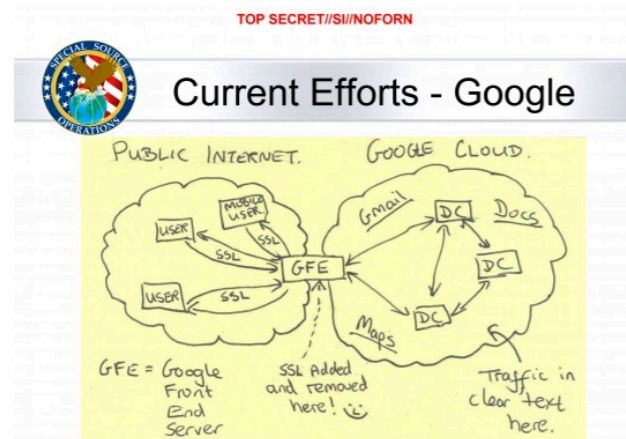 TOP SECRET//SI//NOFORN
SPECIAL SOURCE
OPERATIONS
Current Efforts - Google
PUBLIC INTERNET.
GOOGLE CLOUD.
MOBILE
USER
USER
SSL
SSL
USER
SSL
GFE
Gmail
DC
Docs
DC
DC
Maps
GFE = Google
Front
End
Server
SSL Added
and removed
here!
Traffic in
clear text
here.